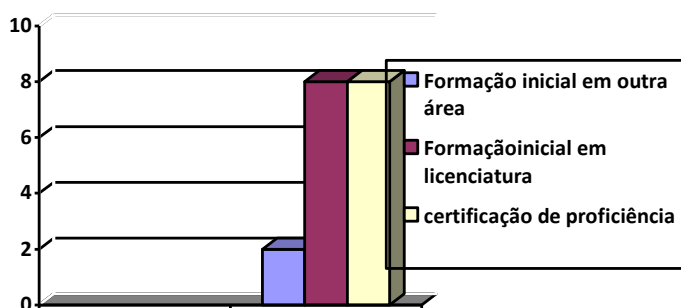 10
8
6
4
2
0
Formação inicial em outra
área
Formaçãoinicial em
licenciatura
certificação de proficiência